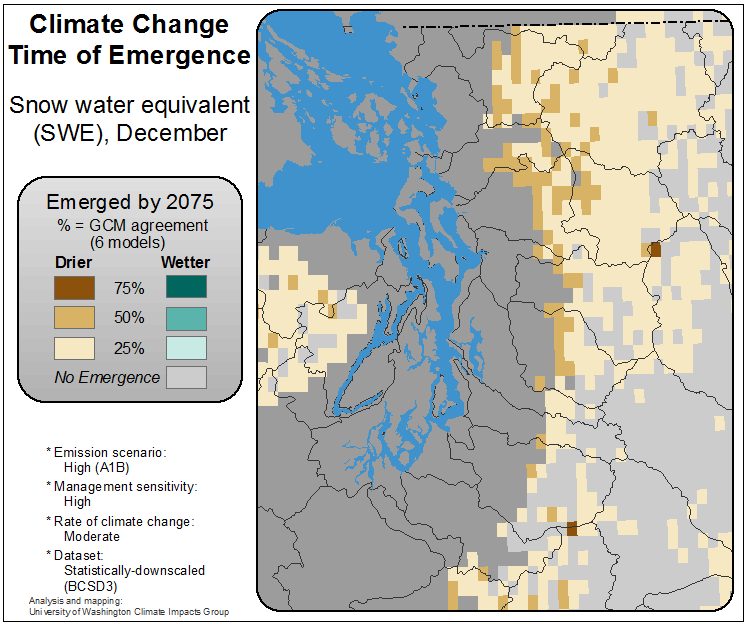 Climate Change
Time of Emergence
Snow water equivalent
(SWE), December
Emerged by 2075
% = GCM agreement
(6 models)
Drier Wetter
75%
50%
25%
No Emergence
* Emission scenario:
High (A1B)
* Management sensitivity:
High
* Rate of climate change:
Moderate
* Dataset:
Statistically-downscaled
(BCSD3)
Analysis and mapping:
University of Washington Climate Impacts Group